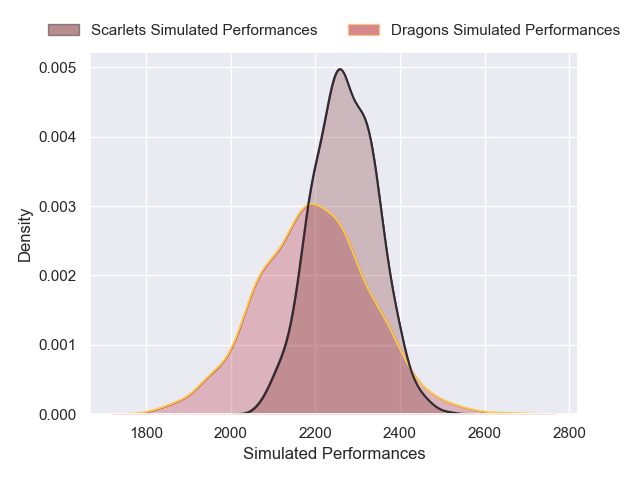 Scarlets Simulated Performances Dragons Simulated Performances
0.005
0.004
0.003
0.002
0.001
0.000
Density
1800 2000 2200 2400 2600 2800
Simulated Performances